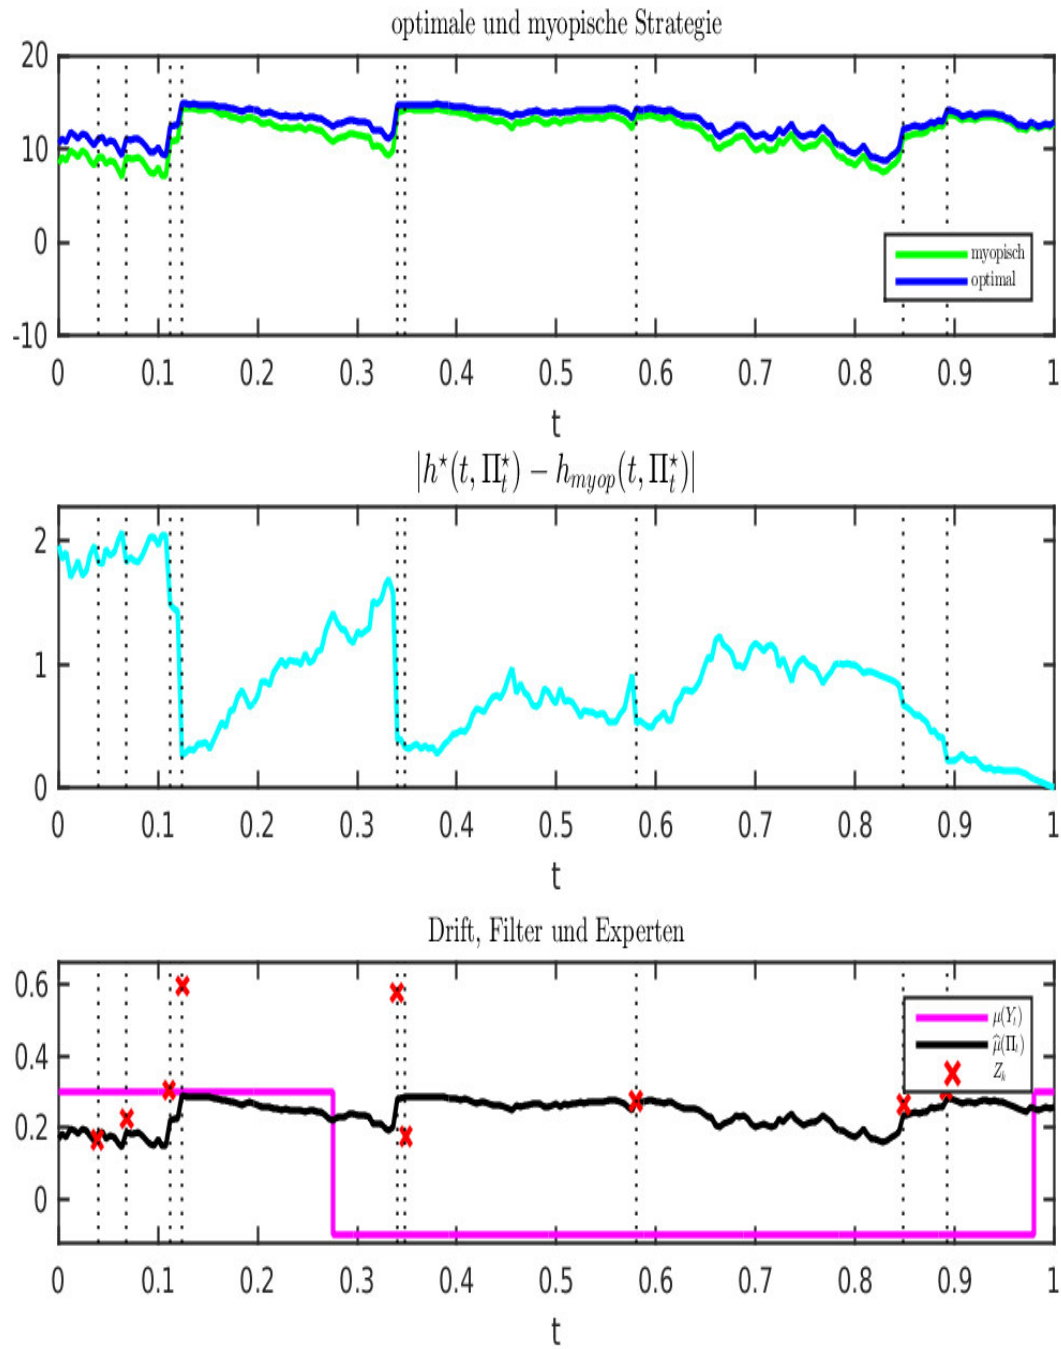 optimale und myopische Strategie
20
10
0
-10
myopisch
optimal
0 0.1 0.2 0.3 0.4 0.5 0.6 0.7 0.8 0.9 1
t
|h⋆(t, Π⋆t) − hmyop(t, Π⋆t)|
2
1
0
0 0.1 0.2 0.3 0.4 0.5 0.6 0.7 0.8 0.9 1
t
Drift, Filter und Experten
0.6
0.4
0.2
0
μ(Yt)
μ̂(Πt)
Zk
0 0.1 0.2 0.3 0.4 0.5 0.6 0.7 0.8 0.9 1
t